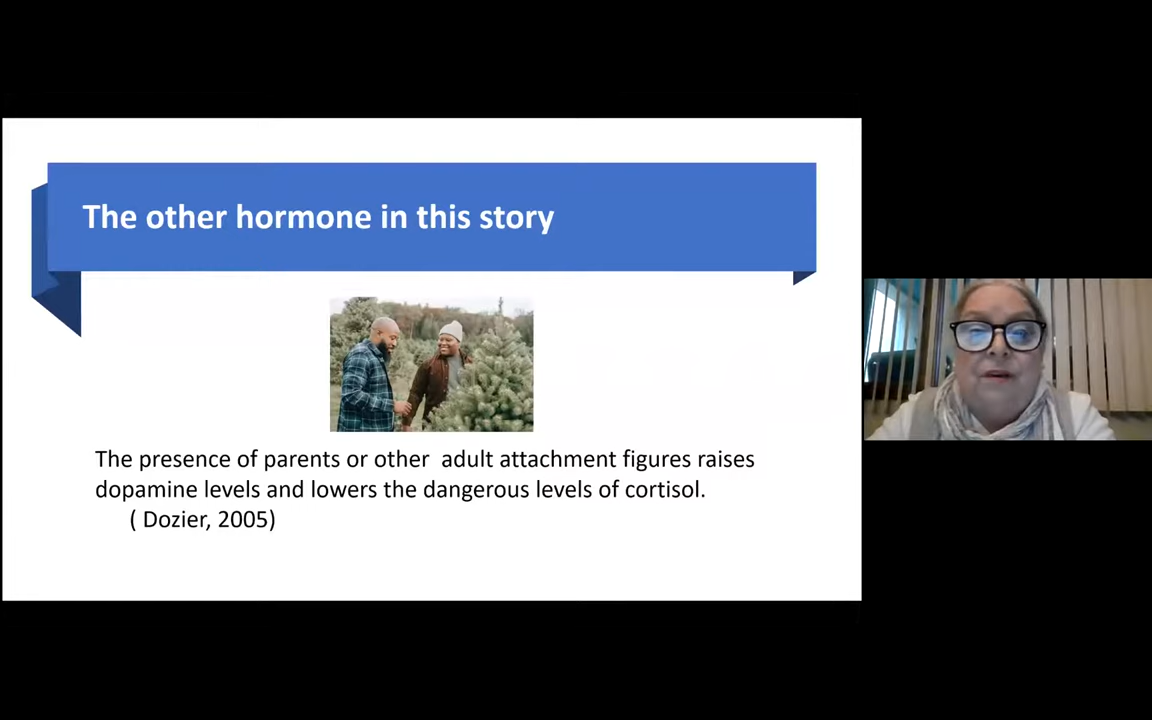 The other hormone in this story
The presence of parents or other  adult attachment figures raises
dopamine levels and lowers the dangerous levels of cortisol.
( Dozier, 2005)